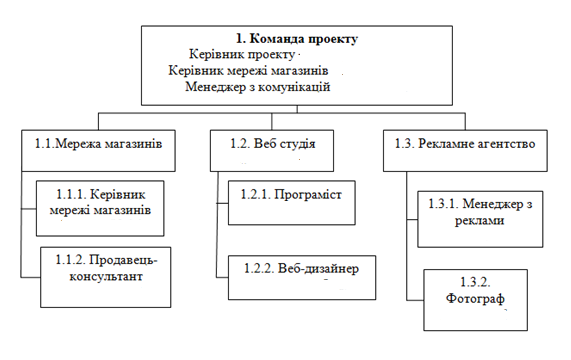 1. Команда проекту
Керівник проекту
Керівник мережі магазинів
Менеджер з комунікацій
1.1.Мережа магазинів
1.2. Веб студія
1.3. Рекламне агентство
1.1.1. Керівник
мережі магазинів
1.2.1. Програміст
1.3.1. Менеджер з
реклами
1.1.2. Продавець-
консультант
1.2.2. Веб-дизайнер
1.3.2.
Фотограф